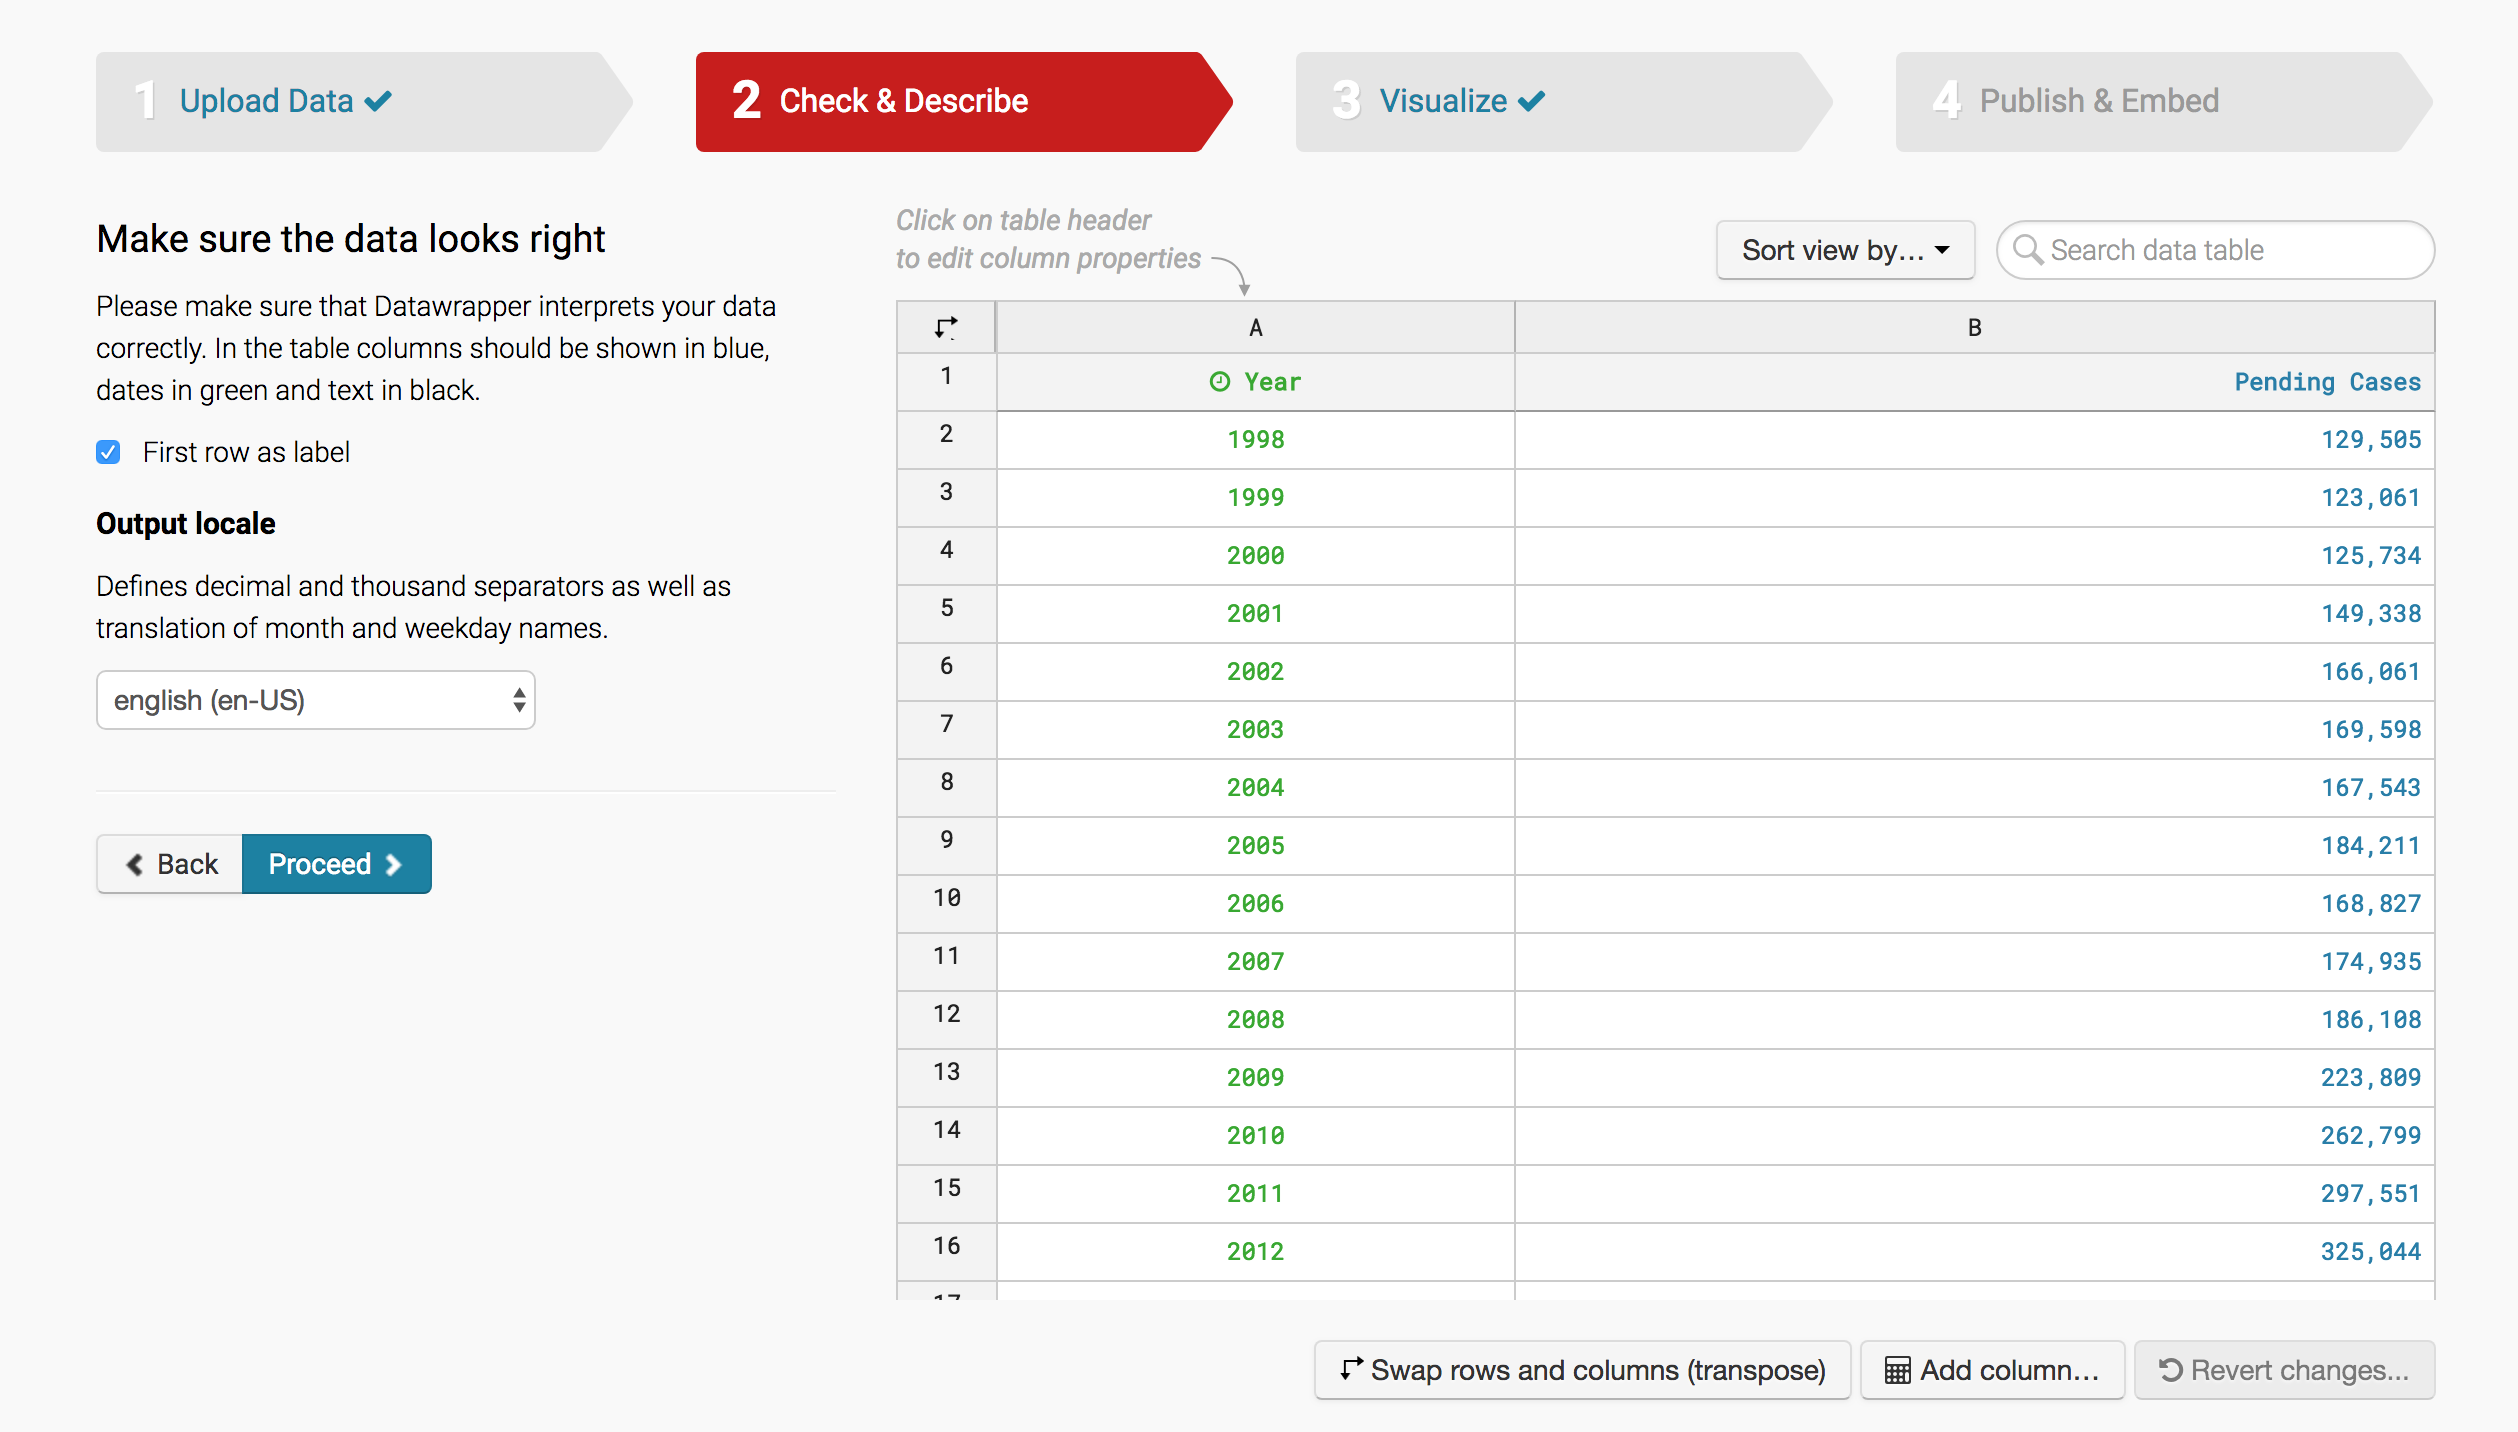 1 Upload Data
2 Check & Describe
3 Visualize
4 Publish & Embed
Make sure the data looks right
Please make sure that Datawrapper interprets your data
correctly. In the table columns should be shown in blue,
dates in green and text in black.
First row as label
Output locale
Defines decimal and thousand separators as well as
translation of month and weekday names.
english (en-US)
Back
Proceed
Click on table header
to edit column properties
Sort view by...
Search data table
A B
1 Year Pending Cases
2 1998 129,505
3 1999 123,061
4 2000 125,734
5 2001 149,338
6 2002 166,061
7 2003 169,598
8 2004 167,543
9 2005 184,211
10 2006 168,827
11 2007 174,935
12 2008 186,108
13 2009 223,809
14 2010 262,799
15 2011 297,551
16 2012 325,044
17
Swap rows and columns (transpose)
Add column...
Revert changes...